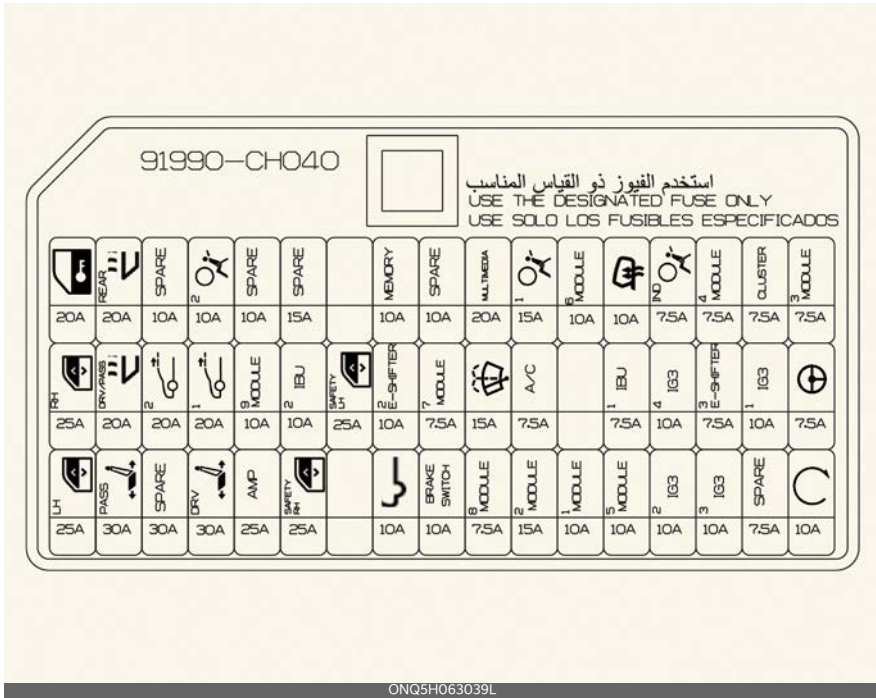 91990-CH040
استخدم الفيوز ذو القياس المناسب
USE THE DESIGNATED FUSE ONLY
USE SOLO LOS FUSIBLES ESPECIFICADOS
REAR SPARE 2 SPARE SPARE MEMORY SPARE MULTIMEDIA 1 6 MODULE IND 4 MODULE CLUSTER 3 MODULE
20A 20A 10A 10A 10A 15A 10A 10A 20A 15A 10A 10A 7.5A 7.5A 7.5A 7.5A
RH DRV/PASS 2 1 9 MODULE 2 IBU SAFETY LH 2 E-SHIFTER 7 MODULE A/C 1 IBU 4 IG3 3 E-SHIFTER 1 IG3
25A 20A 20A 20A 10A 10A 25A 10A 7.5A 15A 7.5A 7.5A 10A 7.5A 10A 7.5A
LH PASS SPARE DRV AMP SAFETY RH BRAKE SWITCH 8 MODULE 2 MODULE 1 MODULE 5 MODULE 2 IG3 3 IG3 SPARE
25A 30A 30A 30A 25A 25A 10A 10A 7.5A 15A 10A 10A 10A 10A 7.5A 10A
ONQ5H063039L